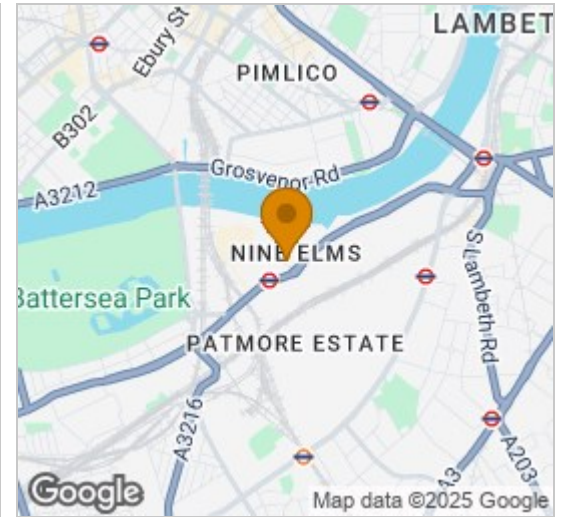 LAMBET
Ebury St
PIMLICO
B302
Grosvenor Rd
A3212
NINE ELMS
S Lambeth Rd
Battersea Park
PATMORE ESTATE
A3216
A3
A203
Google
Map data ©2025 Google